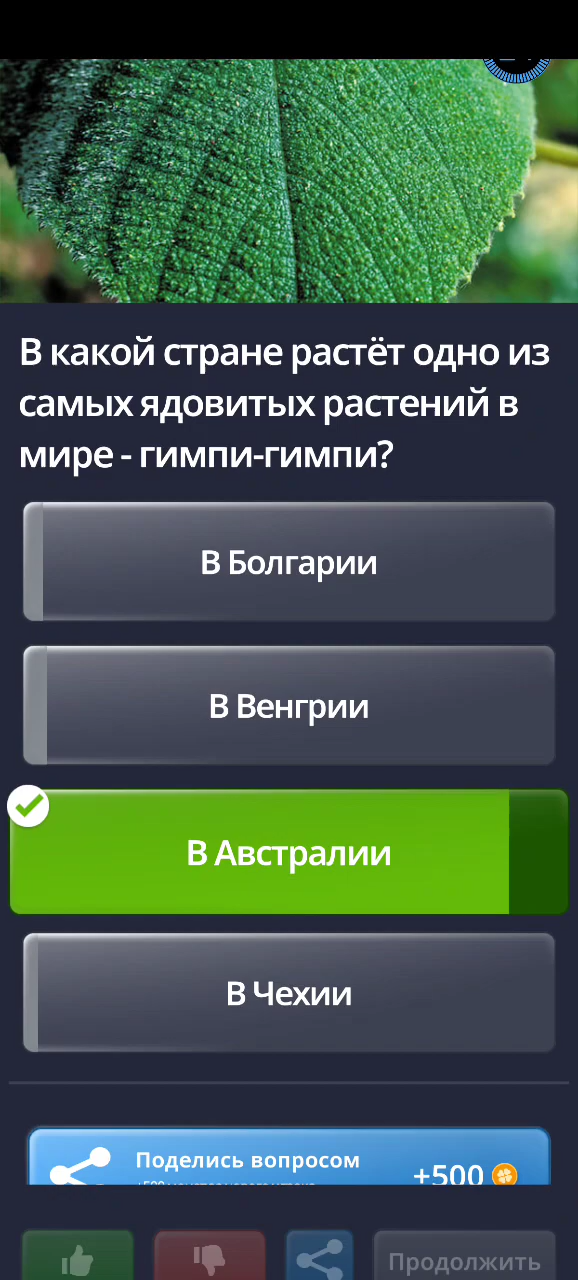 В какой стране растёт одно из
самых ядовитых растений в
мире - гимпи-гимпи?
В Болгарии
В Венгрии
В Австралии
В Чехии
Поделись вопросом
+500
Продолжить